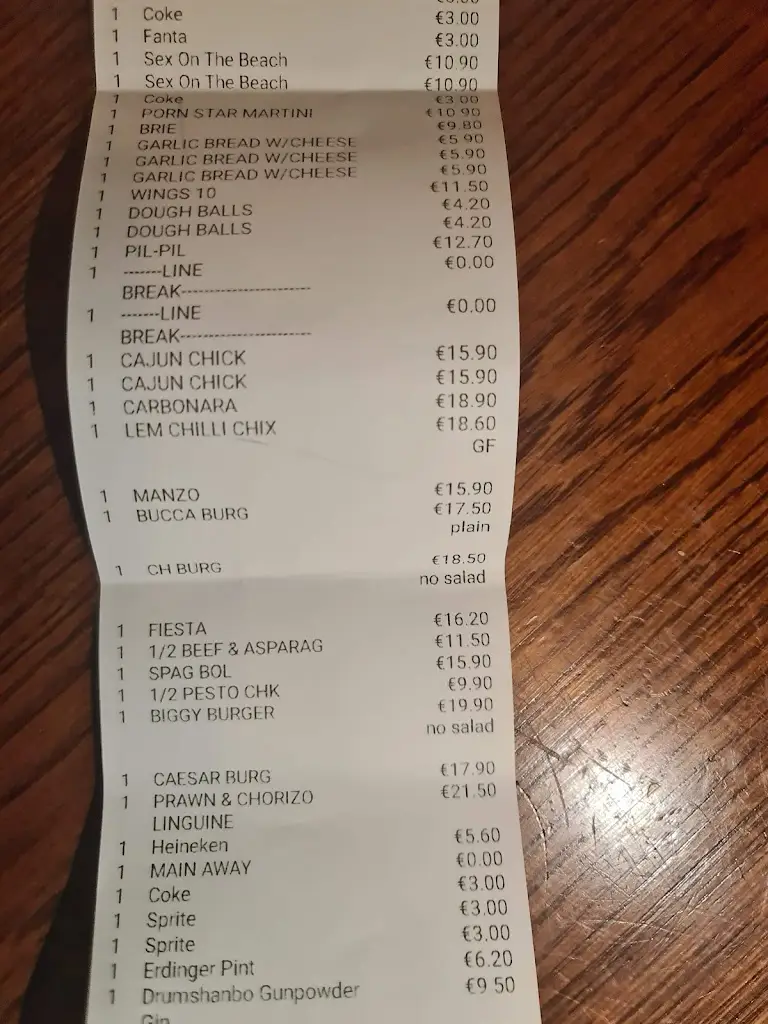 1 Coke €3.00
1 Fanta €3.00
1 Sex On The Beach €10.90
1 Sex On The Beach €10.90
1 Coke €3.00
1 PORN STAR MARTINI €10.90
1 BRIE €9.80
1 GARLIC BREAD W/CHEESE €5.90
1 GARLIC BREAD W/CHEESE €5.90
1 GARLIC BREAD W/CHEESE €5.90
1 WINGS 10 €11.50
1 DOUGH BALLS €4.20
1 DOUGH BALLS €4.20
1 PIL-PIL €12.70
1 -------LINE €0.00
BREAK----------------------
1 -------LINE €0.00
BREAK----------------------
1 CAJUN CHICK €15.90
1 CAJUN CHICK €15.90
1 CARBONARA €18.90
1 LEM CHILLI CHIX €18.60
GF
1 MANZO €15.90
1 BUCCA BURG €17.50
plain
1 CH BURG €18.50
no salad
1 FIESTA €16.20
1 1/2 BEEF & ASPARAG €11.50
1 SPAG BOL €15.90
1 1/2 PESTO CHK €9.90
1 BIGGY BURGER €19.90
no salad
1 CAESAR BURG €17.90
1 PRAWN & CHORIZO €21.50
LINGUINE
1 Heineken €5.60
1 MAIN AWAY €0.00
1 Coke €3.00
1 Sprite €3.00
1 Sprite €3.00
1 Erdinger Pint €6.20
1 Drumshanbo Gunpowder €9.50
Gin